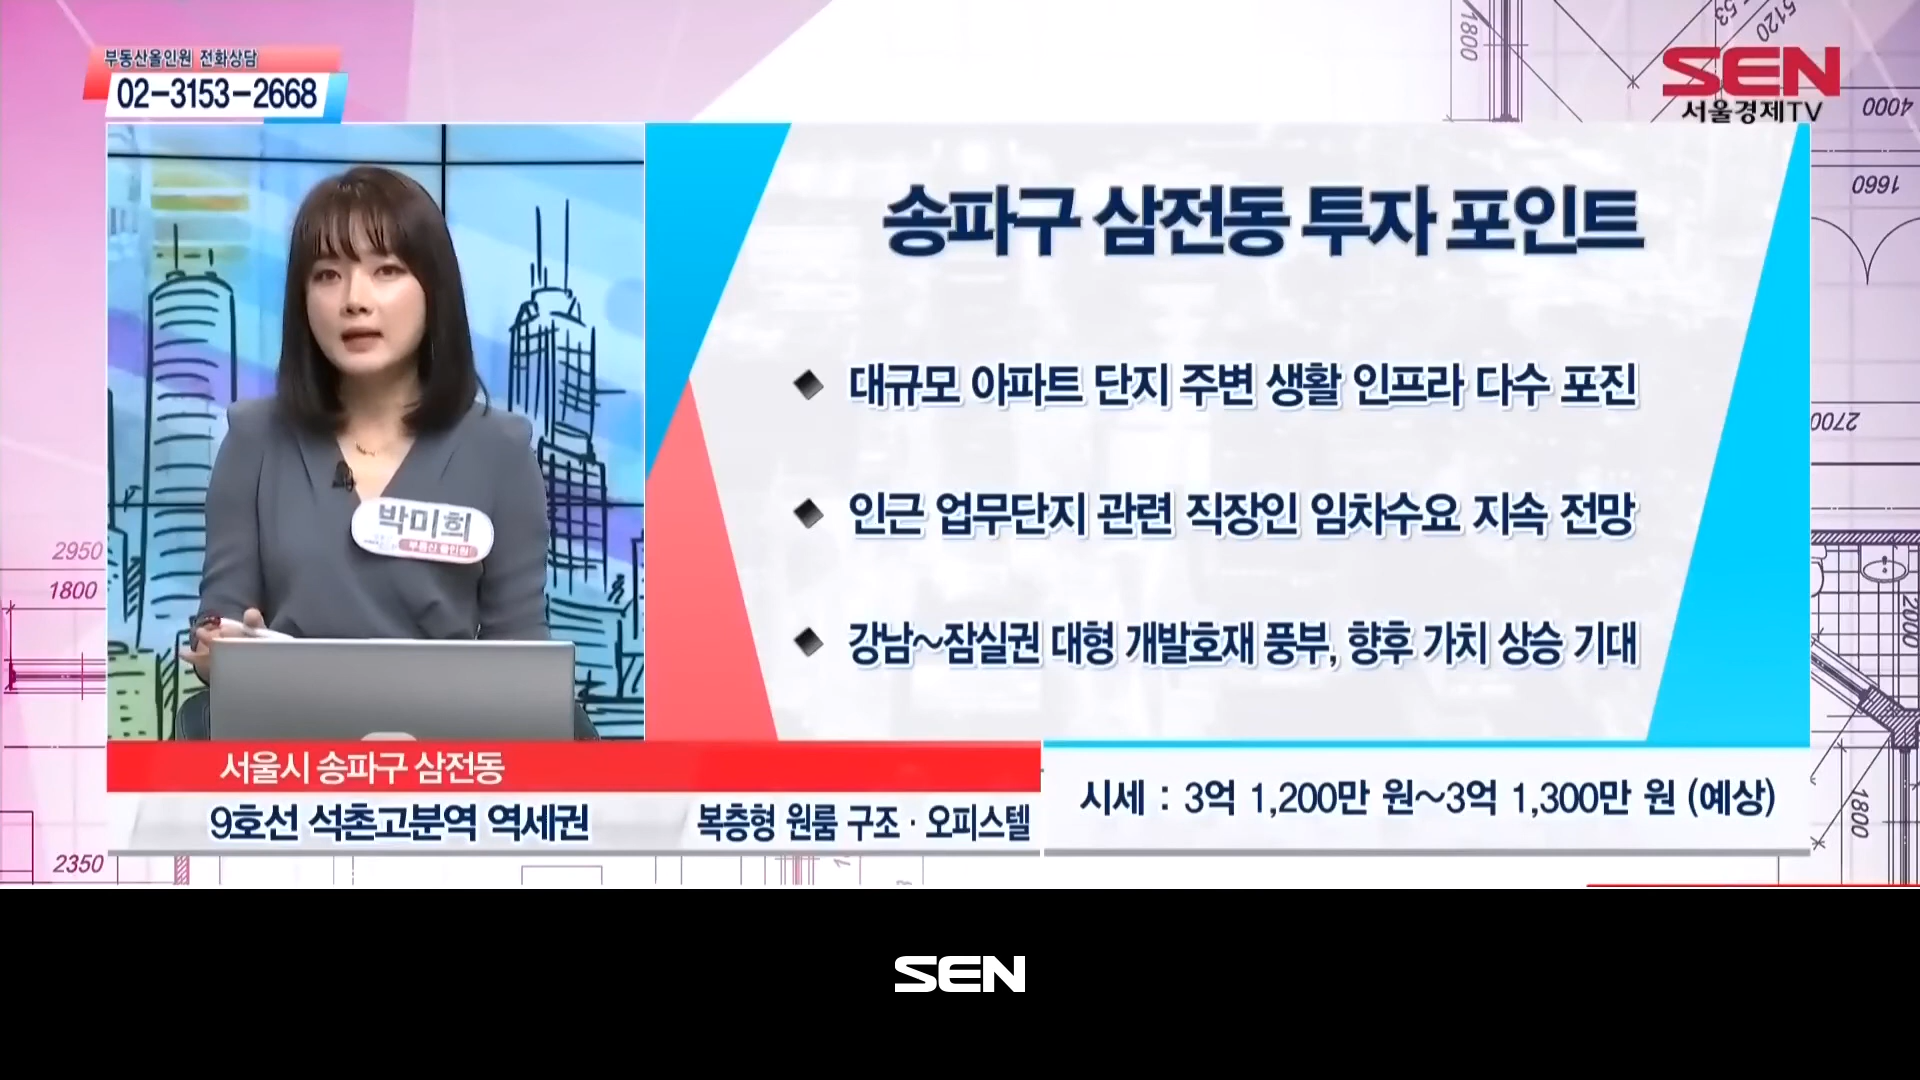 부동산올인원 전화상담
02-3153-2668
SEN
서울경제TV
송파구 삼전동 투자 포인트
◆ 대규모 아파트 단지 주변 생활 인프라 다수 포진
◆ 인근 업무단지 관련 직장인 임차수요 지속 전망
◆ 강남~잠실권 대형 개발호재 풍부, 향후 가치 상승 기대
박미희
부동산 올인원
서울시 송파구 삼전동
9호선 석촌고분역 역세권
복층형 원룸 구조 · 오피스텔
시세 : 3억 1,200만 원~3억 1,300만 원 (예상)
1800
5120
4000
1660
2700
2000
1800
2950
1800
2350
SEN